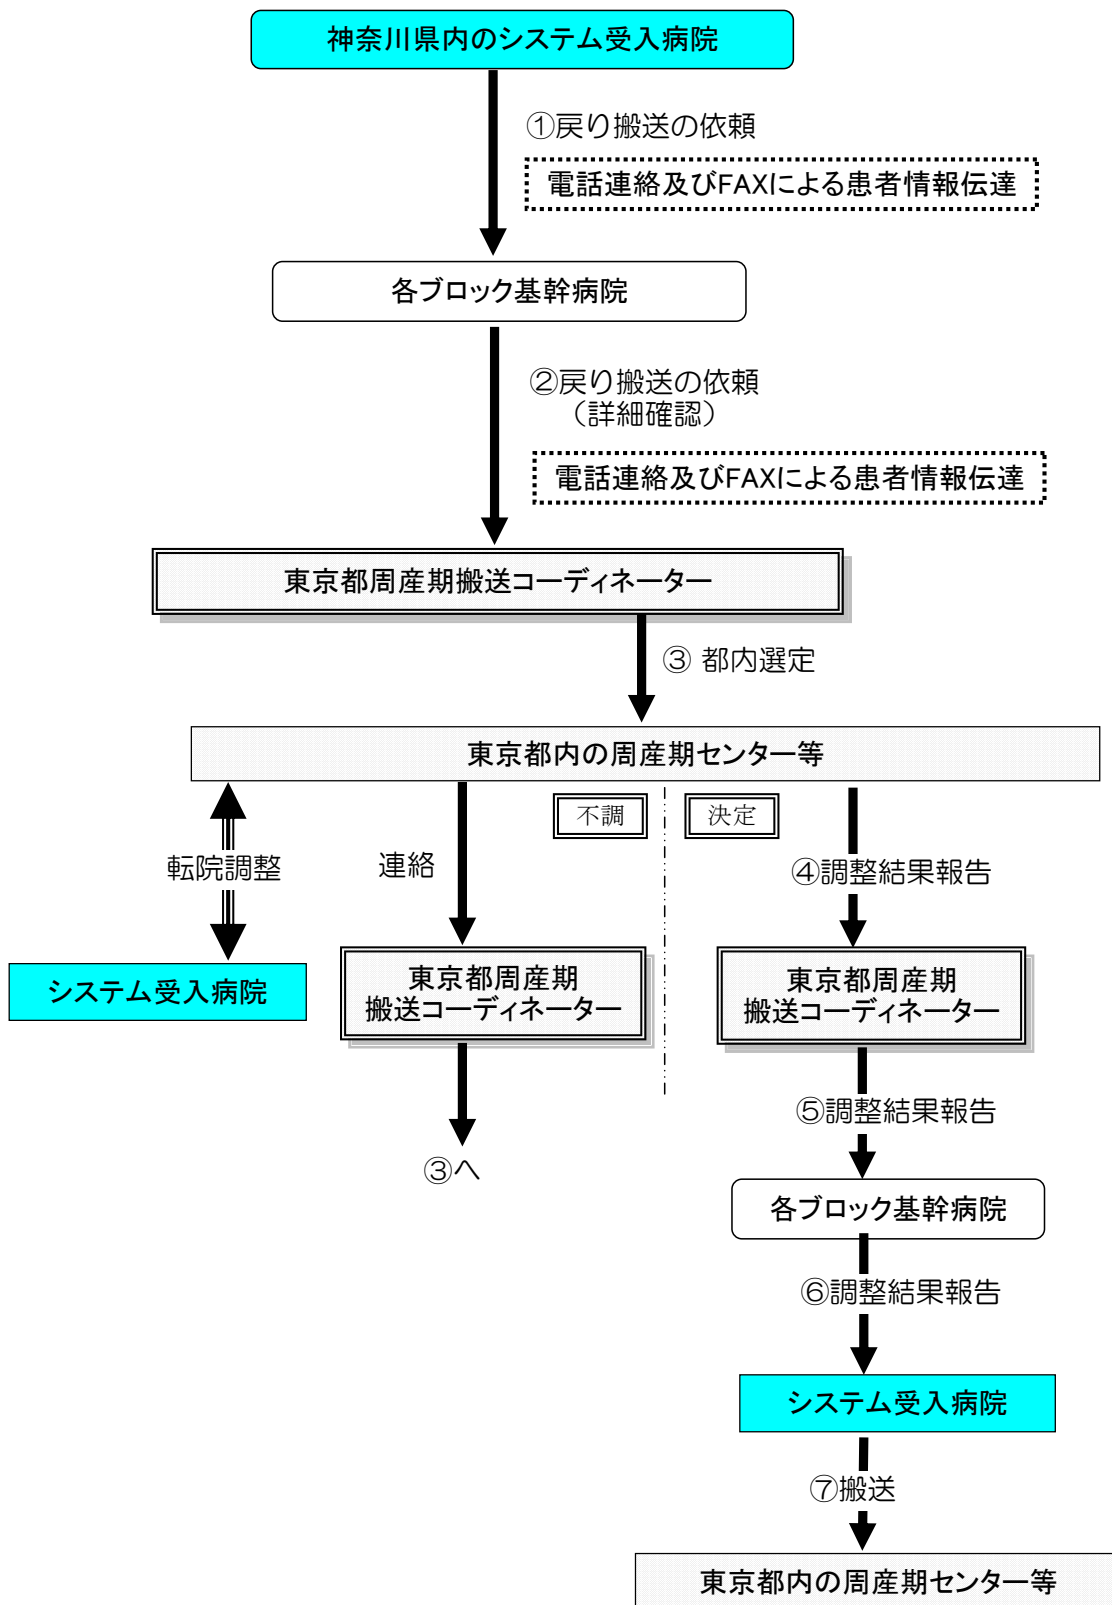 神奈川県内のシステム受入病院
①戻り搬送の依頼
電話連絡及びFAXによる患者情報伝達
各ブロック基幹病院
②戻り搬送の依頼
（詳細確認）
電話連絡及びFAXによる患者情報伝達
東京都周産期搬送コーディネーター
③ 都内選定
東京都内の周産期センター等
不調
決定
転院調整
連絡
④調整結果報告
システム受入病院
東京都周産期
搬送コーディネーター
東京都周産期
搬送コーディネーター
⑤調整結果報告
③へ
各ブロック基幹病院
⑥調整結果報告
システム受入病院
⑦搬送
東京都内の周産期センター等